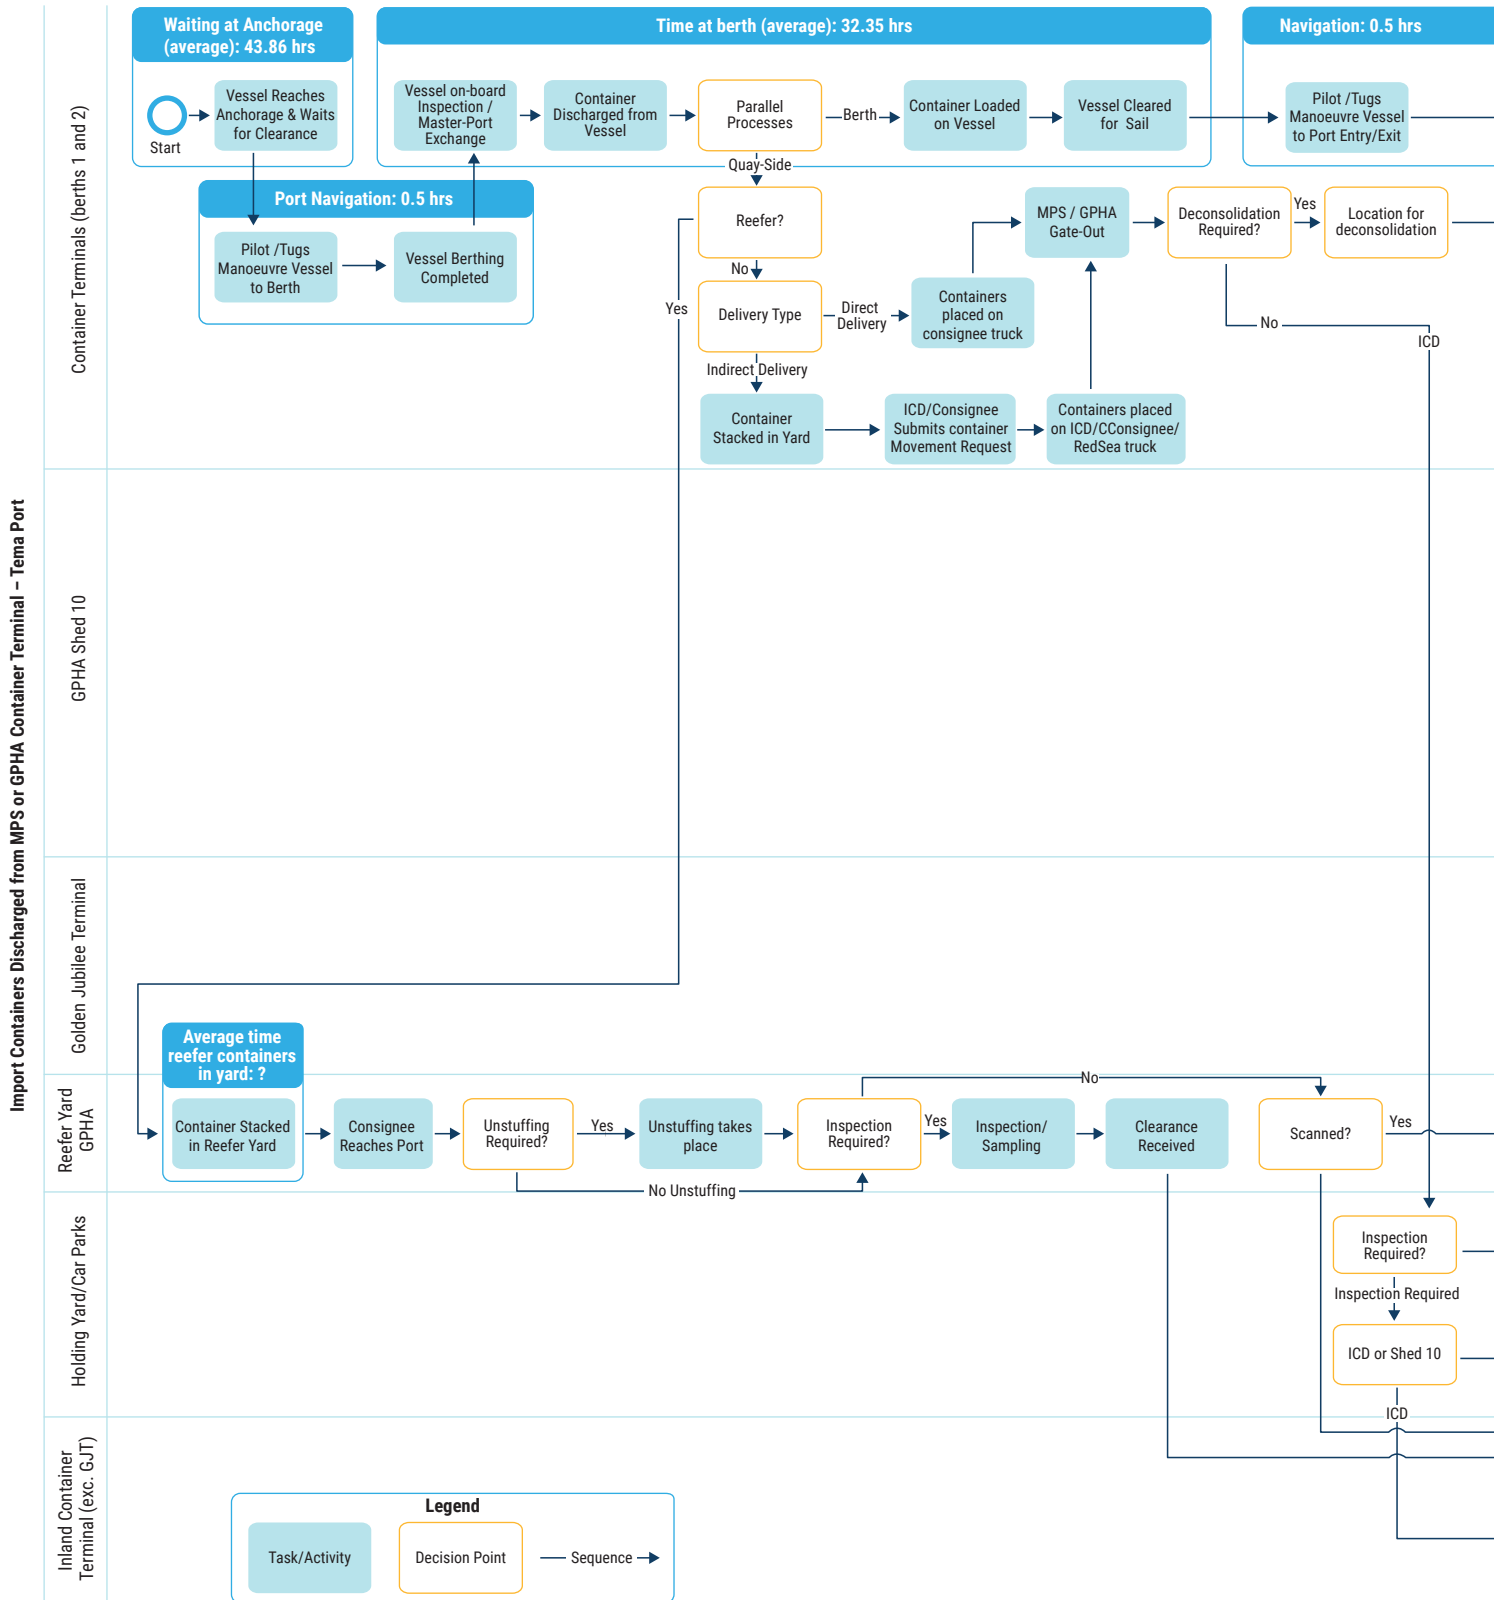 Import Containers Discharged from MPS or GPHA Container Terminal – Tema Port
Container Terminals (berths 1 and 2)
Waiting at Anchorage
(average): 43.86 hrs
Start
Vessel Reaches
Anchorage & Waits
for Clearance
Port Navigation: 0.5 hrs
Pilot /Tugs
Manoeuvre Vessel
to Berth
Vessel Berthing
Completed
Time at berth (average): 32.35 hrs
Vessel on-board
Inspection /
Master-Port
Exchange
Container
Discharged from
Vessel
Parallel
Processes
Berth
Container Loaded
on Vessel
Vessel Cleared
for Sail
Navigation: 0.5 hrs
Pilot /Tugs
Manoeuvre Vessel
to Port Entry/Exit
Quay-Side
Reefer?
Yes
No
Delivery Type
Direct
Delivery
Containers
placed on
consignee truck
MPS / GPHA
Gate-Out
Deconsolidation
Required?
Yes
Location for
deconsolidation
No
ICD
Indirect Delivery
Container
Stacked in Yard
ICD/Consignee
Submits container
Movement Request
Containers placed
on ICD/CConsignee/
RedSea truck
GPHA Shed 10
Golden Jubilee Terminal
Reefer Yard
GPHA
Average time
reefer containers
in yard: ?
Container Stacked
in Reefer Yard
Consignee
Reaches Port
Unstuffing
Required?
Yes
Unstuffing takes
place
No Unstuffing
Inspection
Required?
No
Yes
Inspection/
Sampling
Clearance
Received
Scanned?
Yes
Holding Yard/Car Parks
Inspection
Required?
Inspection Required
ICD or Shed 10
ICD
Inland Container
Terminal (exc. GJT)
Legend
Task/Activity
Decision Point
Sequence